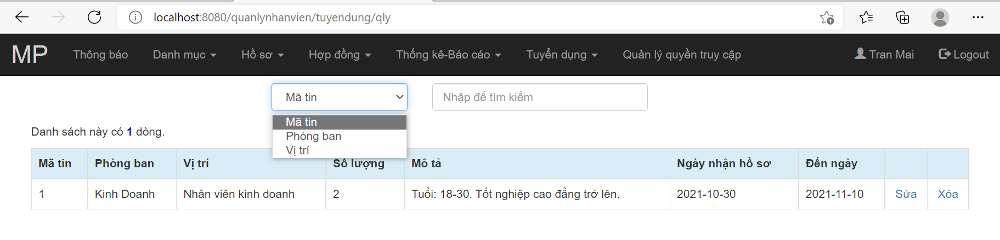 localhost:8080/quanlynhanvien/tuyendung/qly
MP Thông báo Danh mục Hồ sơ Hợp đồng Thống kê-Báo cáo Tuyển dụng Quản lý quyền truy cập Tran Mai Logout
Mã tin Nhập để tìm kiếm
Mã tin
Phòng ban
Vị trí
Danh sách này có 1 dòng.
Mã tin Phòng ban Vị trí Số lượng Mô tả Ngày nhận hồ sơ Đến ngày
1 Kinh Doanh Nhân viên kinh doanh 2 Tuổi: 18-30. Tốt nghiệp cao đẳng trở lên. 2021-10-30 2021-11-10 Sửa Xóa